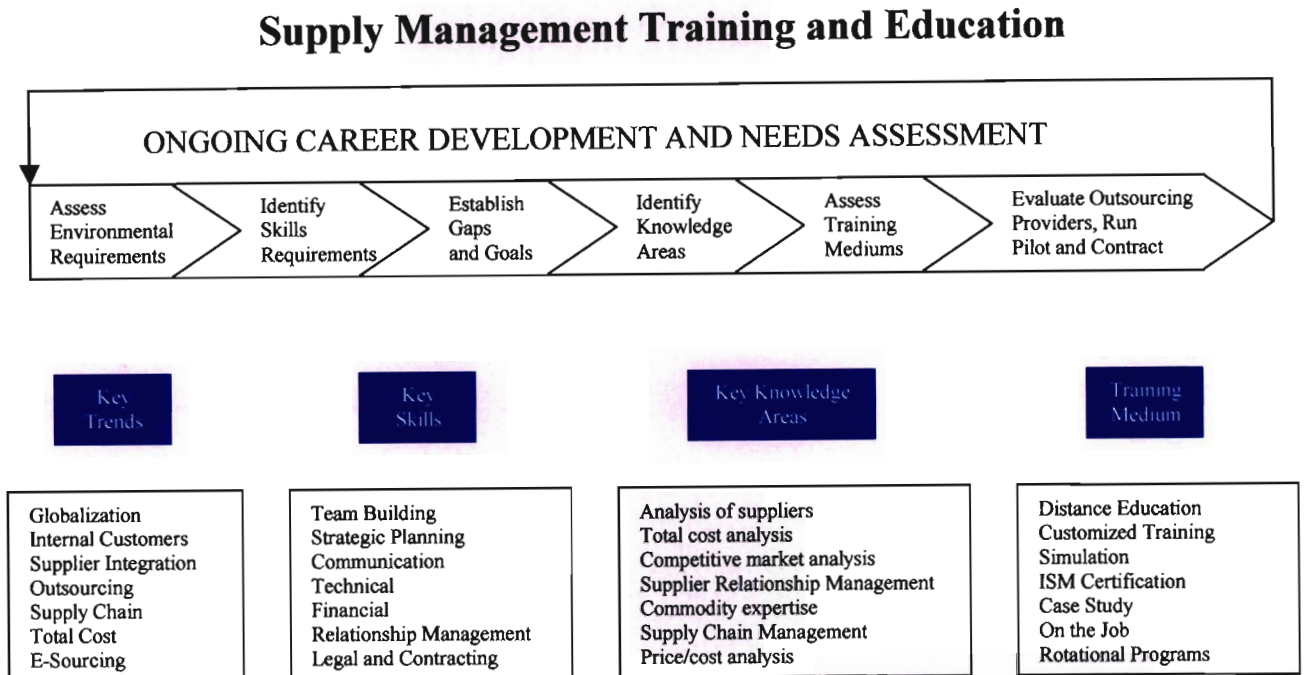 Supply Management Training and Education
ONGOING CAREER DEVELOPMENT AND NEEDS ASSESSMENT
Assess
Environmental
Requirements
Identify
Skills
Requirements
Establish
Gaps
and Goals
Identify
Knowledge
Areas
Assess
Training
Mediums
Evaluate Outsourcing
Providers, Run
Pilot and Contract
Key
Trends
Key
Skills
Key Knowledge
Areas
Training
Medium
Globalization
Internal Customers
Supplier Integration
Outsourcing
Supply Chain
Total Cost
E-Sourcing
Team Building
Strategic Planning
Communication
Technical
Financial
Relationship Management
Legal and Contracting
Analysis of suppliers
Total cost analysis
Competitive market analysis
Supplier Relationship Management
Commodity expertise
Supply Chain Management
Price/cost analysis
Distance Education
Customized Training
Simulation
ISM Certification
Case Study
On the Job
Rotational Programs